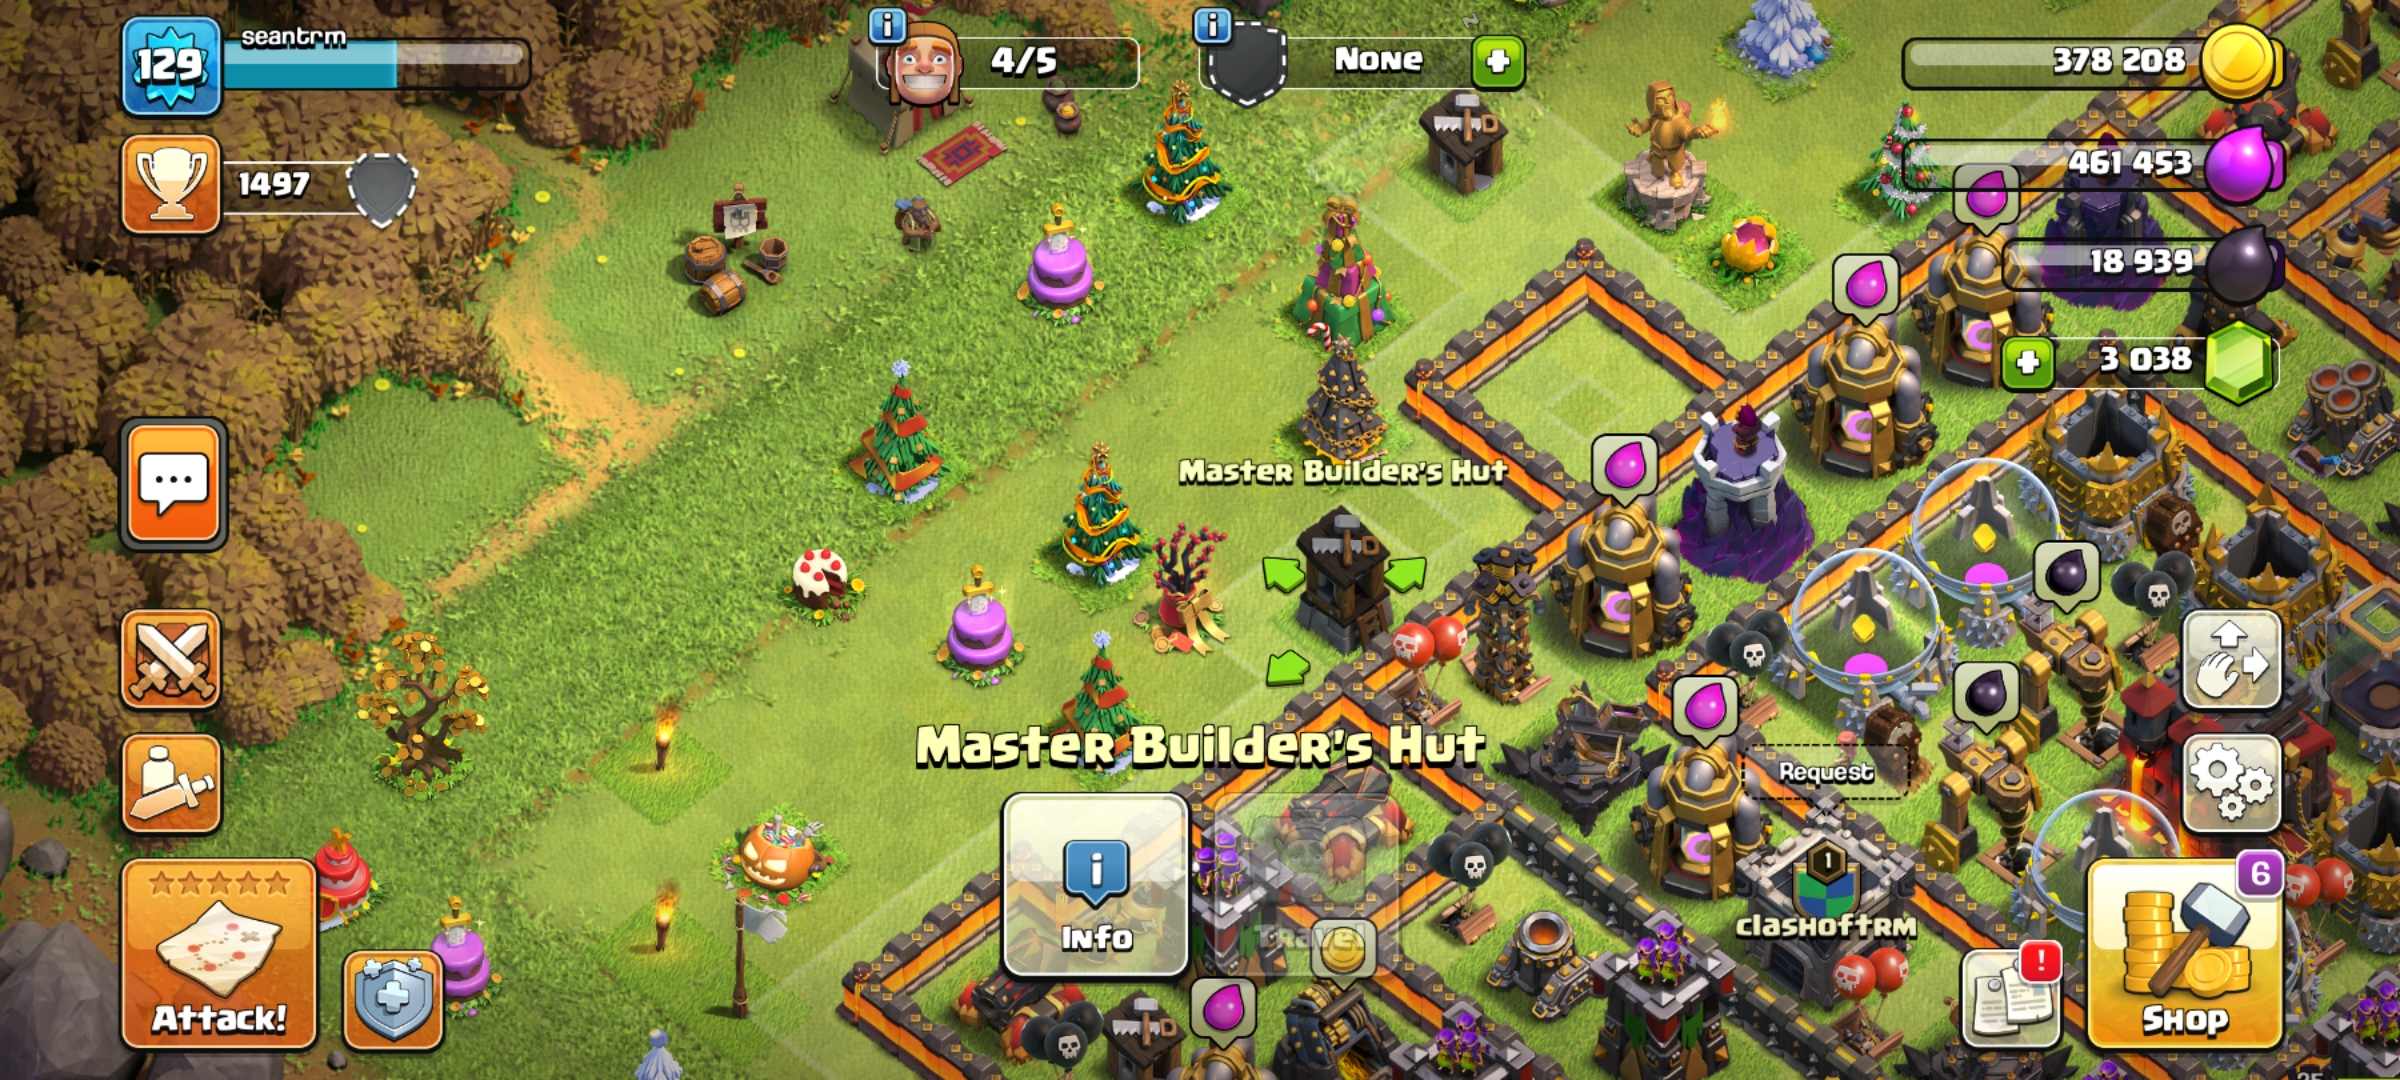 129
seantrm
4/5
None
378 208
1497
461 453
18 939
3 038
Master Builder's Hut
Master Builder's Hut
Request
1
Info
Travel
clashoftrm
6
Attack!
Shop